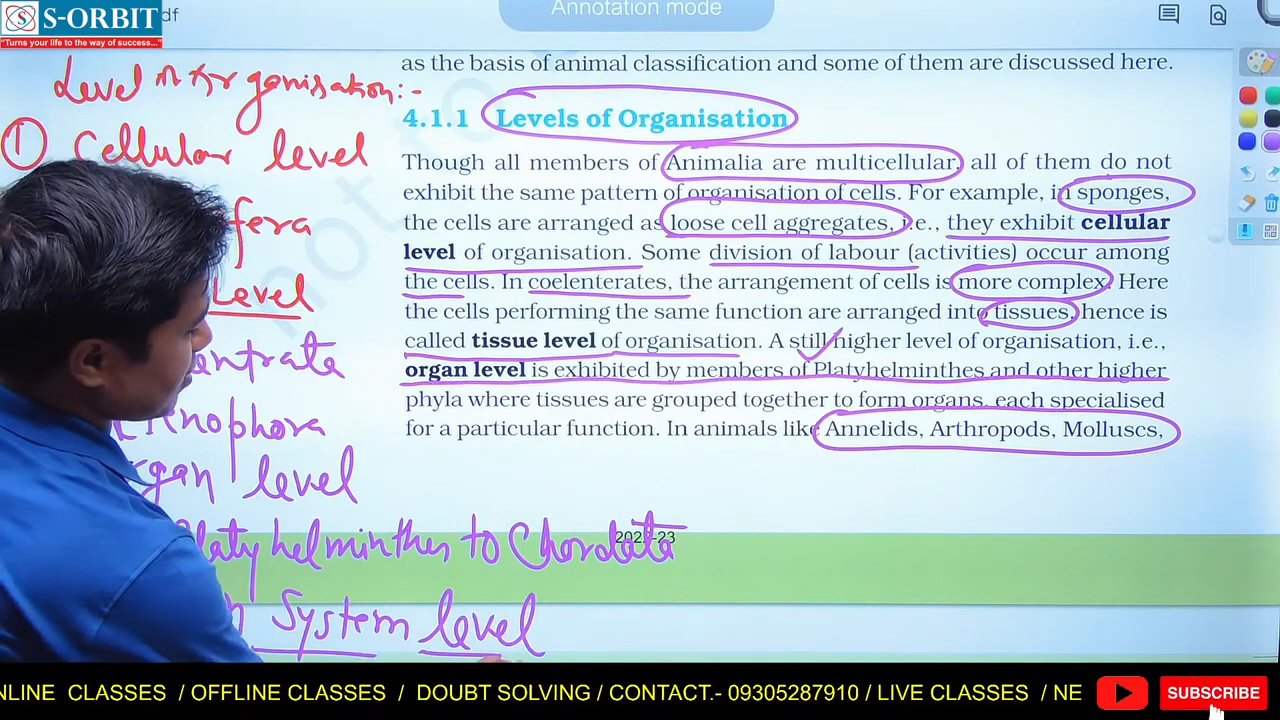 S-ORBIT
"Turns your life to the way of success..."
df
Annotation mode
as the basis of animal classification and some of them are discussed here.
Level of Organisation:-
4.1.1 Levels of Organisation
① Cellular level
Though all members of Animalia are multicellular, all of them do not
exhibit the same pattern of organisation of cells. For example, in sponges,
fera
the cells are arranged as loose cell aggregates, i.e., they exhibit cellular
level of organisation. Some division of labour (activities) occur among
the cells. In coelenterates, the arrangement of cells is more complex. Here
Level
the cells performing the same function are arranged into tissues, hence is
called tissue level of organisation. A still higher level of organisation, i.e.,
entrata
organ level is exhibited by members of Platyhelminthes and other higher
phyla where tissues are grouped together to form organs, each specialised
for a particular function. In animals like Annelids, Arthropods, Molluscs,
enophora
gan level
laty helminthes to Chordata
n System level
NLINE CLASSES / OFFLINE CLASSES / DOUBT SOLVING / CONTACT.- 09305287910 / LIVE CLASSES / NE
SUBSCRIBE